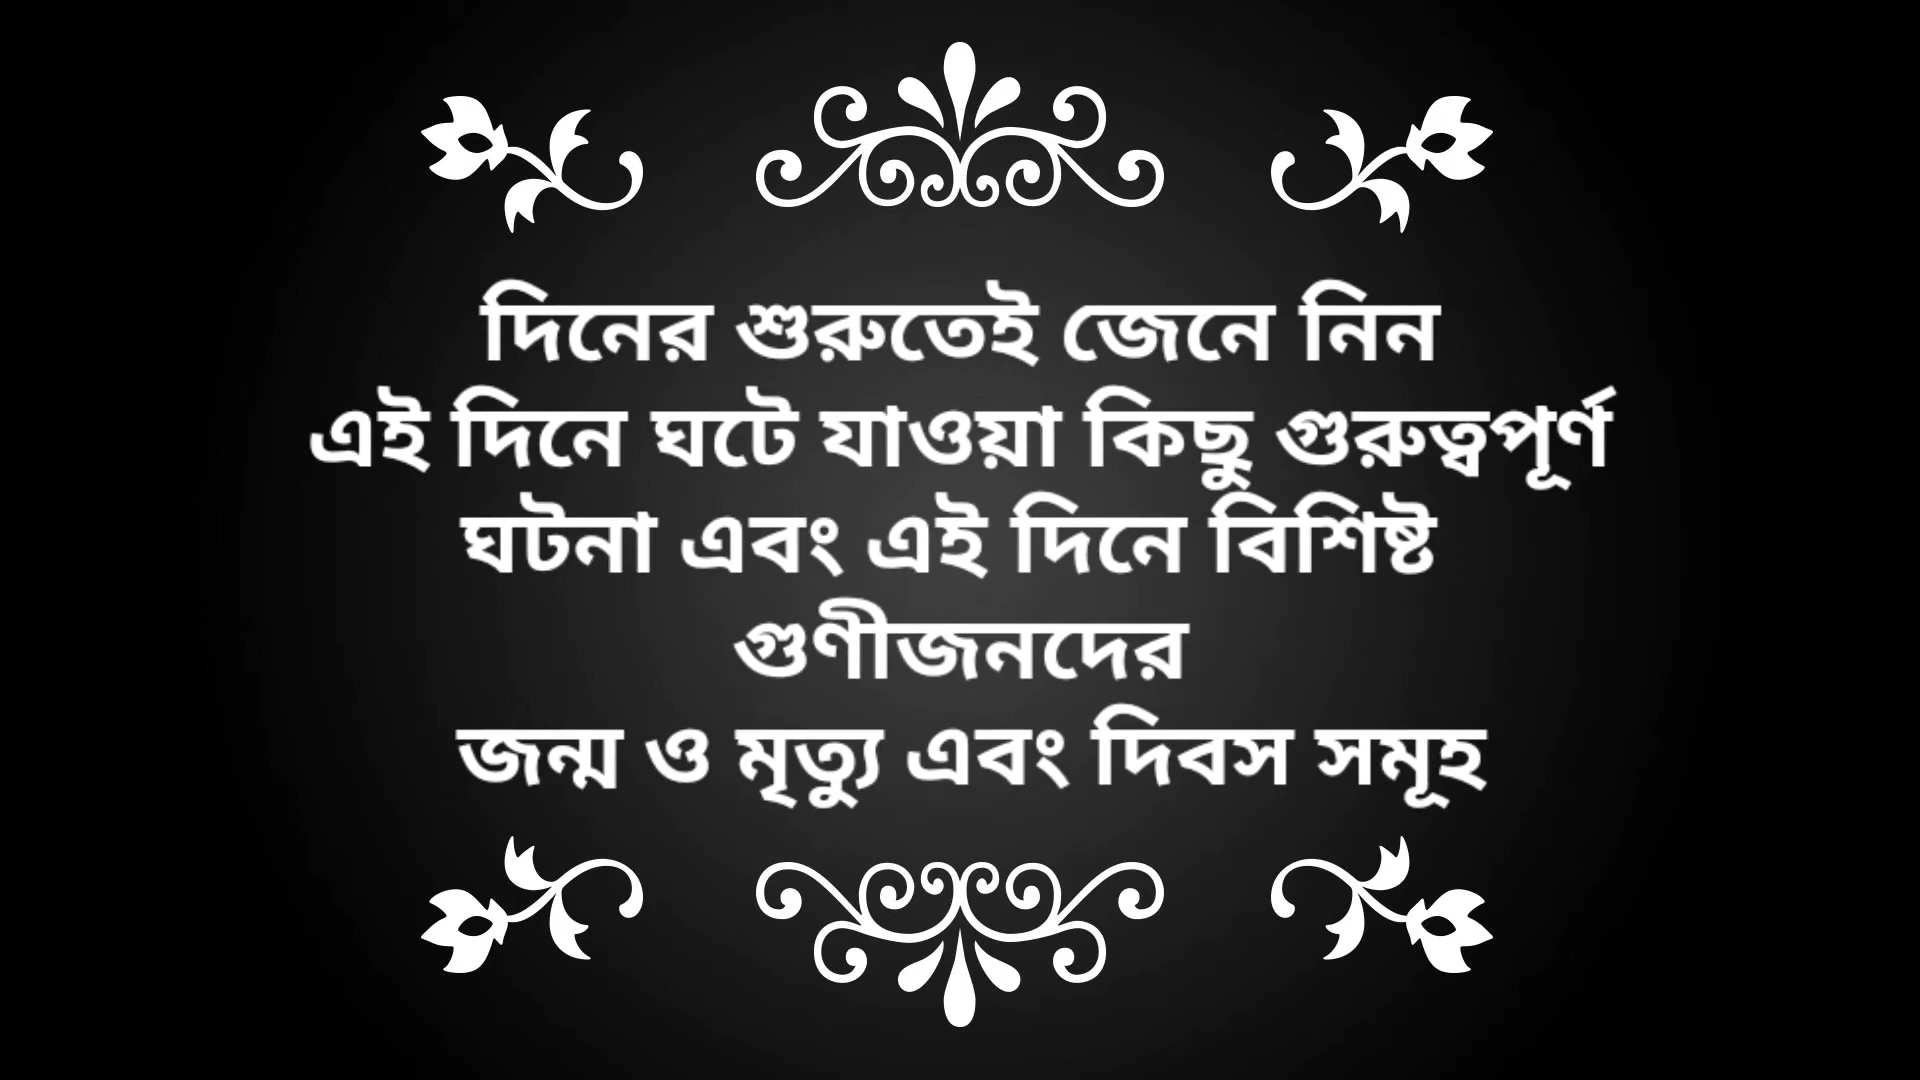 দিনের শুরুতেই জেনে নিন
এই দিনে ঘটে যাওয়া কিছু গুরুত্বপূর্ণ
ঘটনা এবং এই দিনে বিশিষ্ট
গুণীজনদের
জন্ম ও মৃত্যু এবং দিবস সমূহ